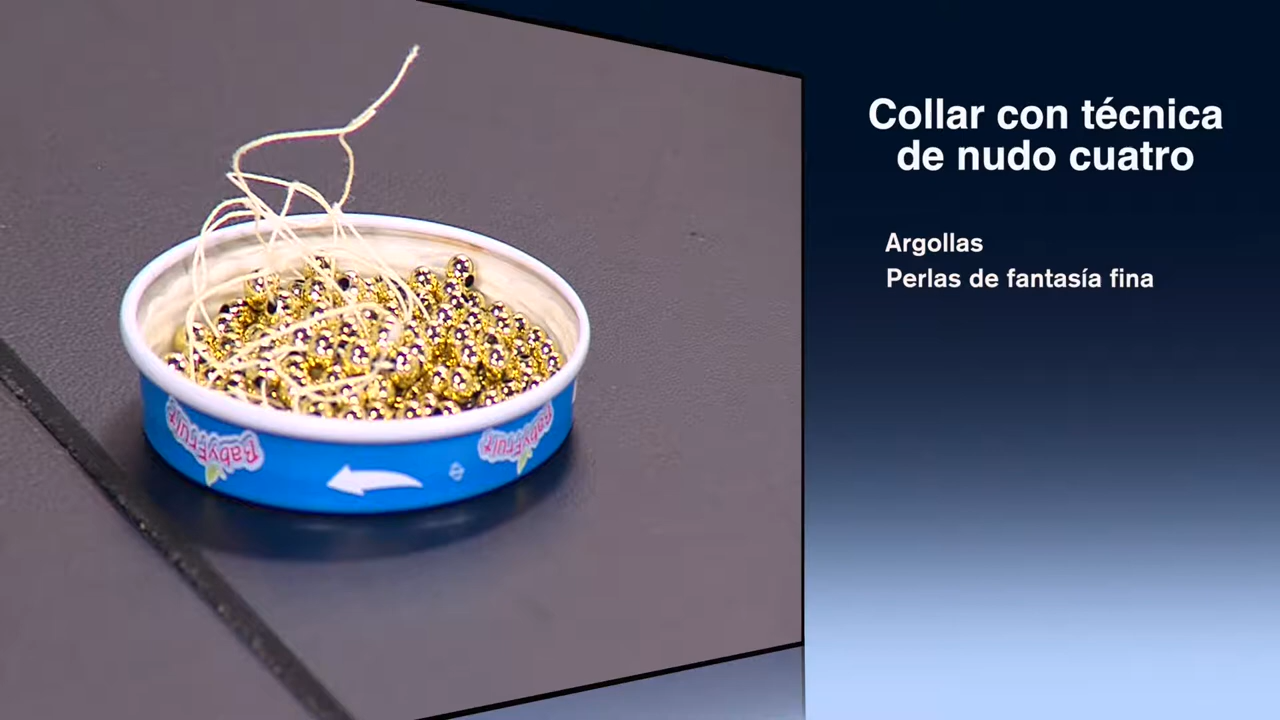 Collar con técnica
de nudo cuatro
Argollas
Perlas de fantasía fina
BabyFruit
BabyFruit